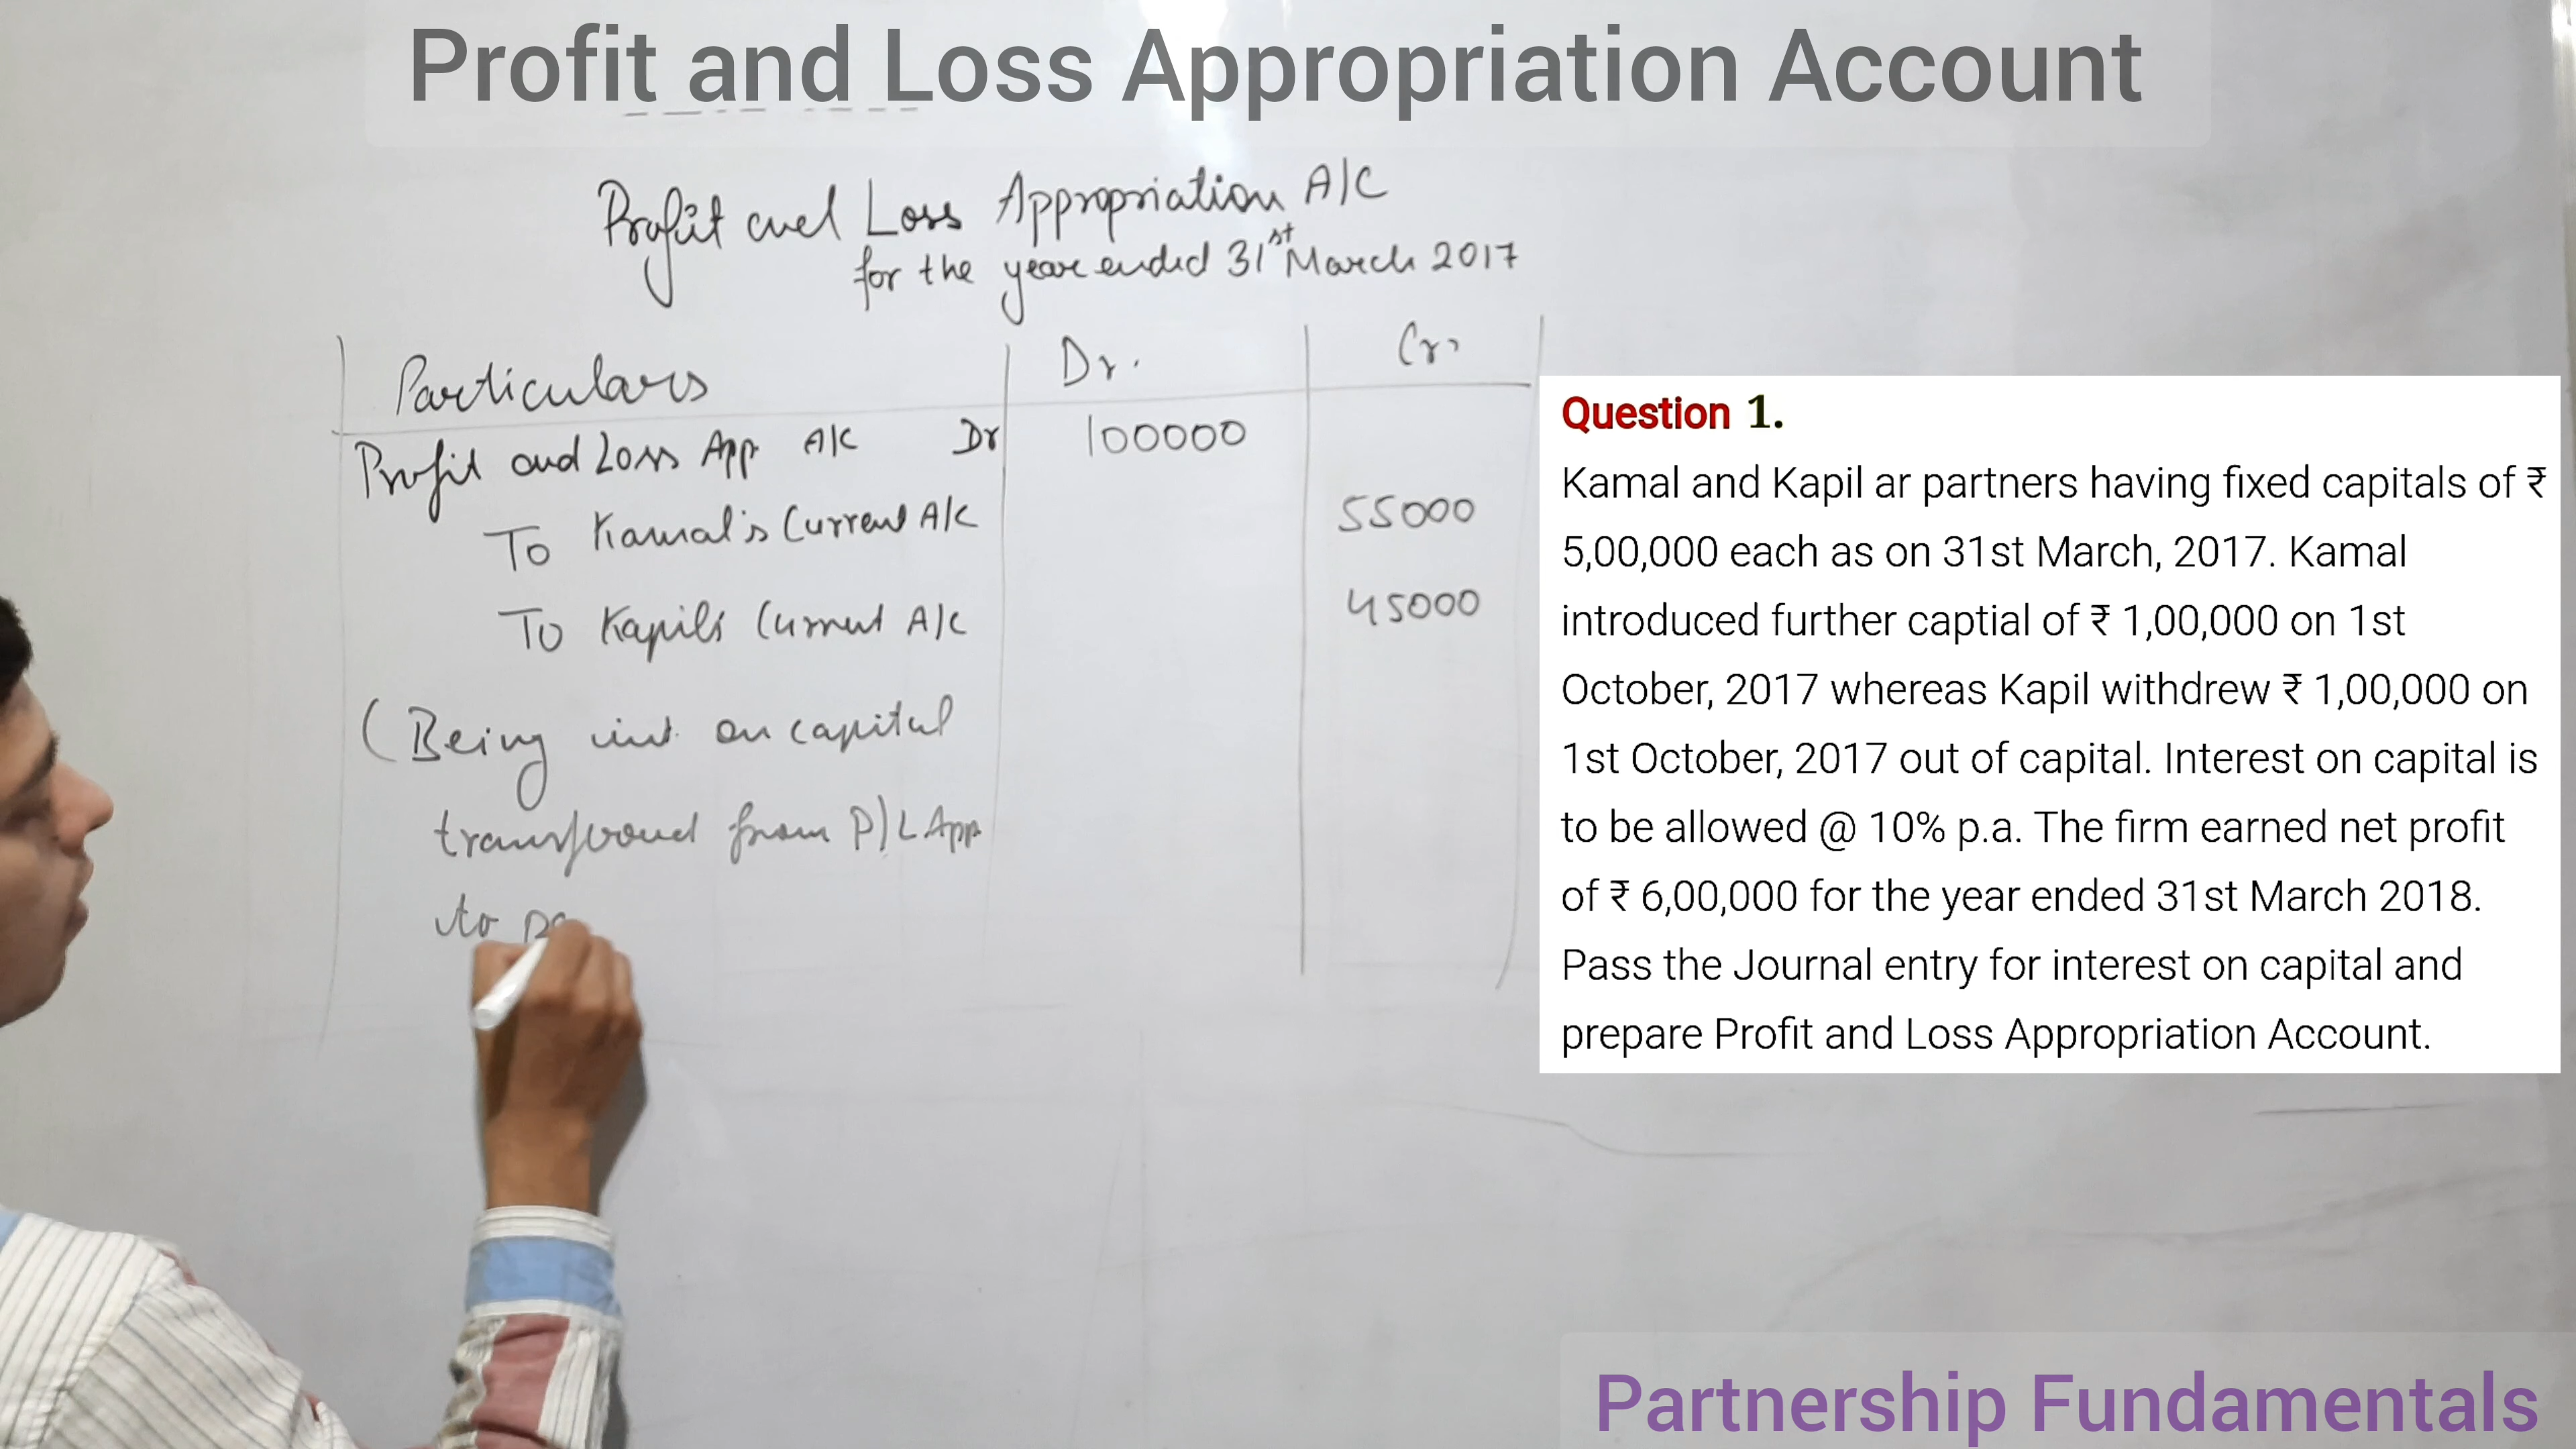 Profit and Loss Appropriation Account
Profit and Loss Appropriation A/C
for the year ended 31st March 2017
Particulars Dr. Cr.
Profit and Loss App A/C Dr 100000
To Kamal's Current A/C 55000
To Kapil's Current A/C 45000
(Being int. on capital
transferred from P/L App
to
Question 1.
Kamal and Kapil ar partners having fixed capitals of ₹
5,00,000 each as on 31st March, 2017. Kamal
introduced further captial of ₹ 1,00,000 on 1st
October, 2017 whereas Kapil withdrew ₹ 1,00,000 on
1st October, 2017 out of capital. Interest on capital is
to be allowed @ 10% p.a. The firm earned net profit
of ₹ 6,00,000 for the year ended 31st March 2018.
Pass the Journal entry for interest on capital and
prepare Profit and Loss Appropriation Account.
Partnership Fundamentals